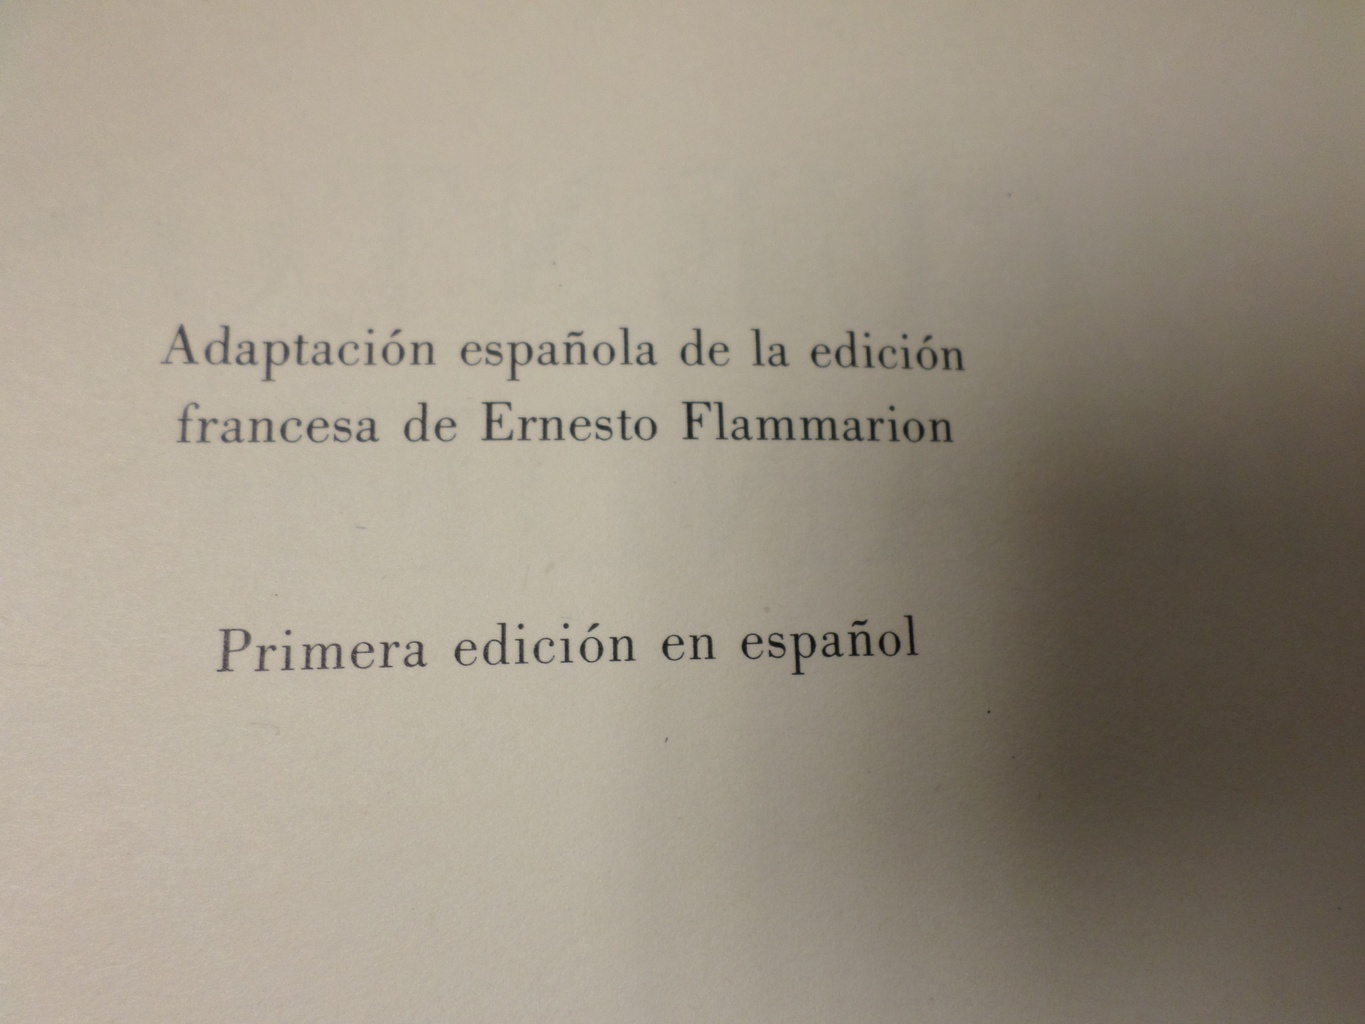 Adaptación española de la edición
francesa de Ernesto Flammarion
Primera edición en español